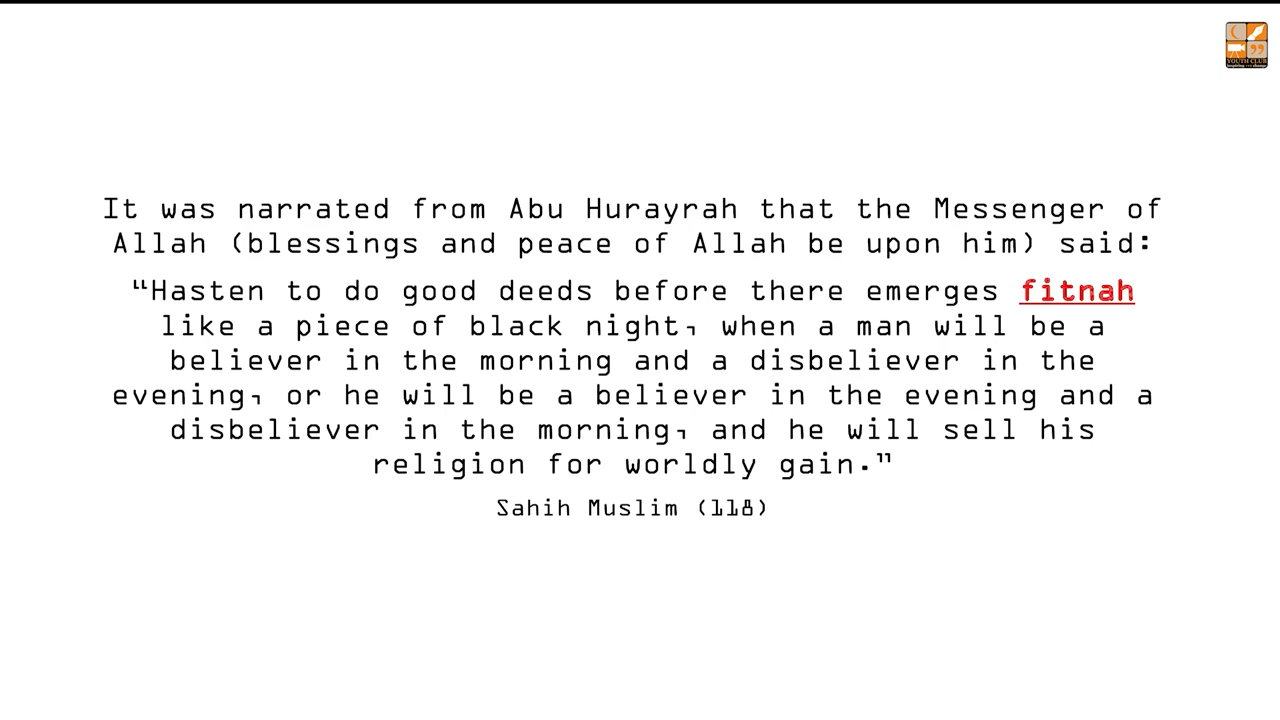 YOUTH CLUB
It was narrated from Abu Hurayrah that the Messenger of
Allah (blessings and peace of Allah be upon him) said:
“Hasten to do good deeds before there emerges fitnah
like a piece of black night, when a man will be a
believer in the morning and a disbeliever in the
evening, or he will be a believer in the evening and a
disbeliever in the morning, and he will sell his
religion for worldly gain.”
Sahih Muslim (118)